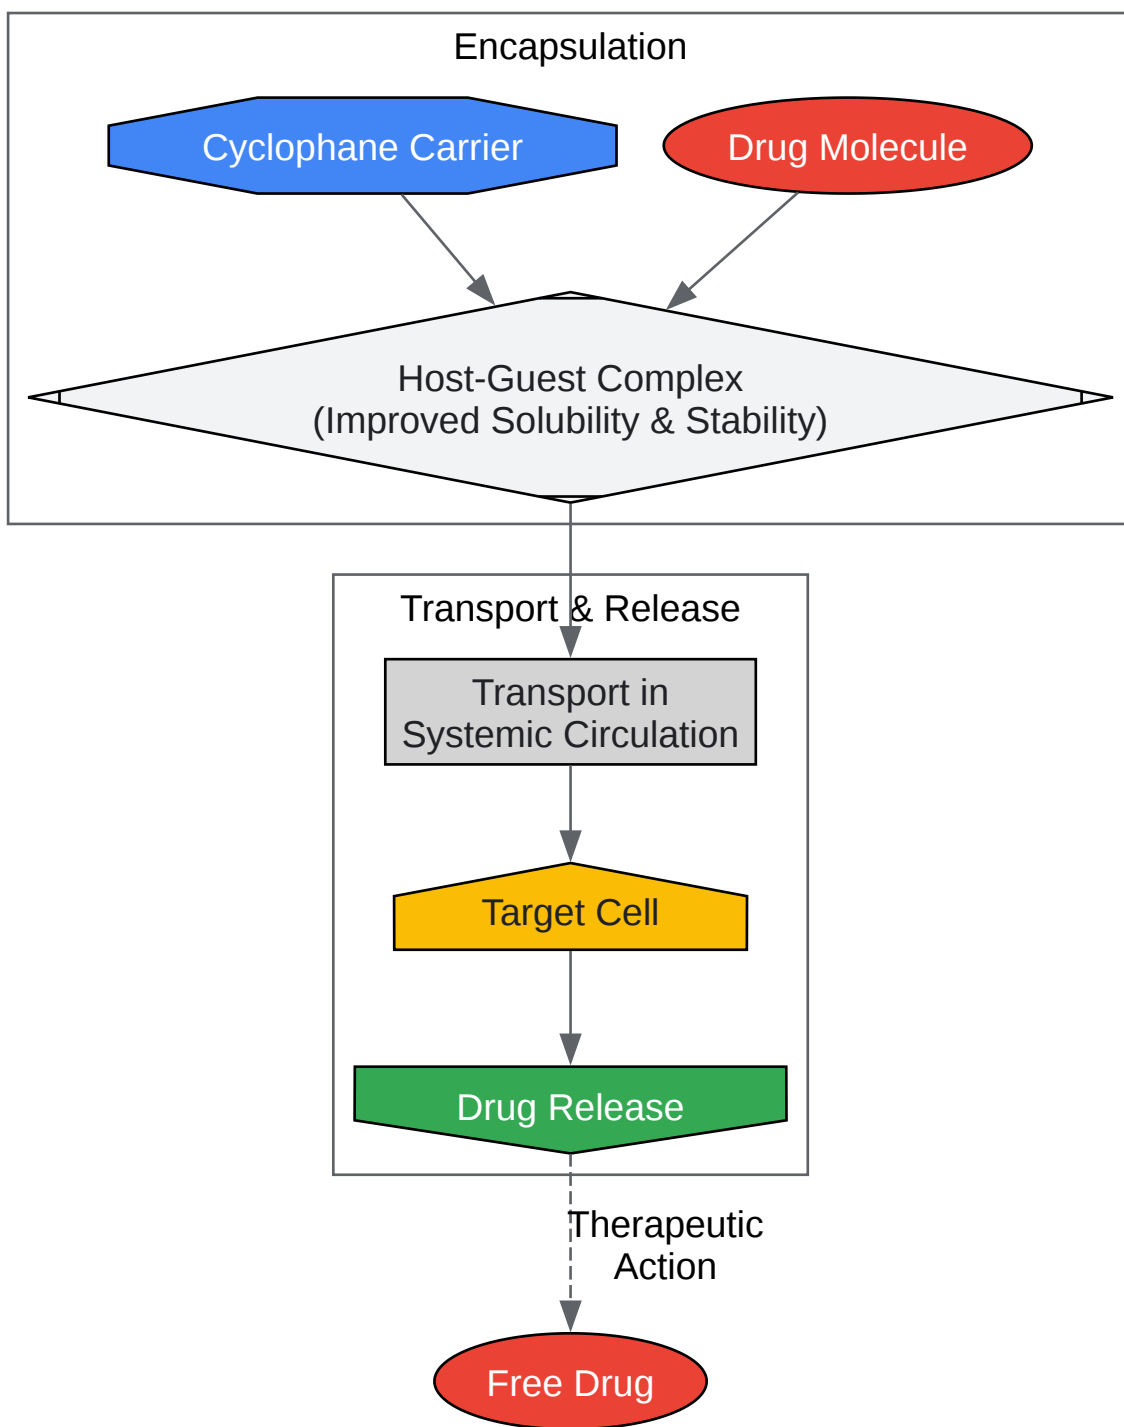 Encapsulation
Cyclophane Carrier
Drug Molecule
Host-Guest Complex
(Improved Solubility & Stability)
Transport & Release
Transport in
Systemic Circulation
Target Cell
Drug Release
Therapeutic
Action
Free Drug